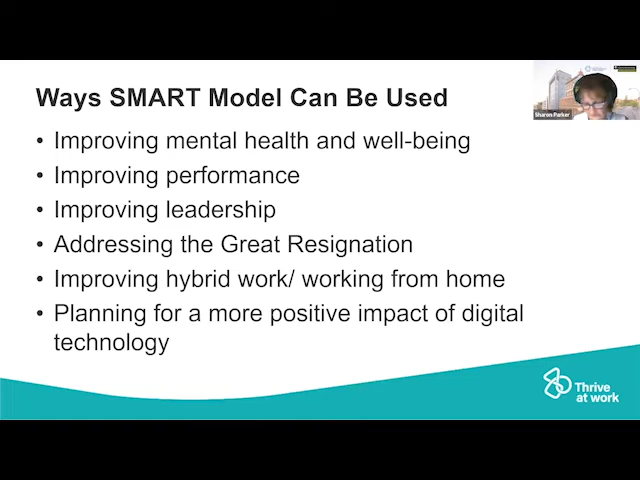 Ways SMART Model Can Be Used
• Improving mental health and well-being
• Improving performance
• Improving leadership
• Addressing the Great Resignation
• Improving hybrid work/ working from home
• Planning for a more positive impact of digital
technology
Sharon Parker
Thrive
at work